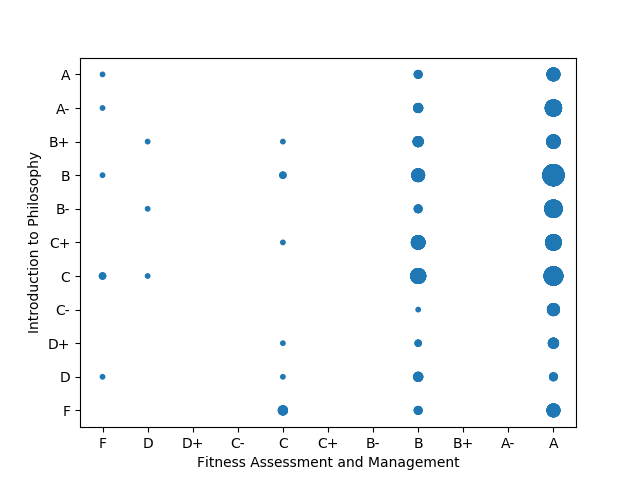 A
A-
B+
B
B-
C+
C
C-
D+
D
F
Introduction to Philosophy
F D D+ C- C C+ B- B B+ A- A
Fitness Assessment and Management